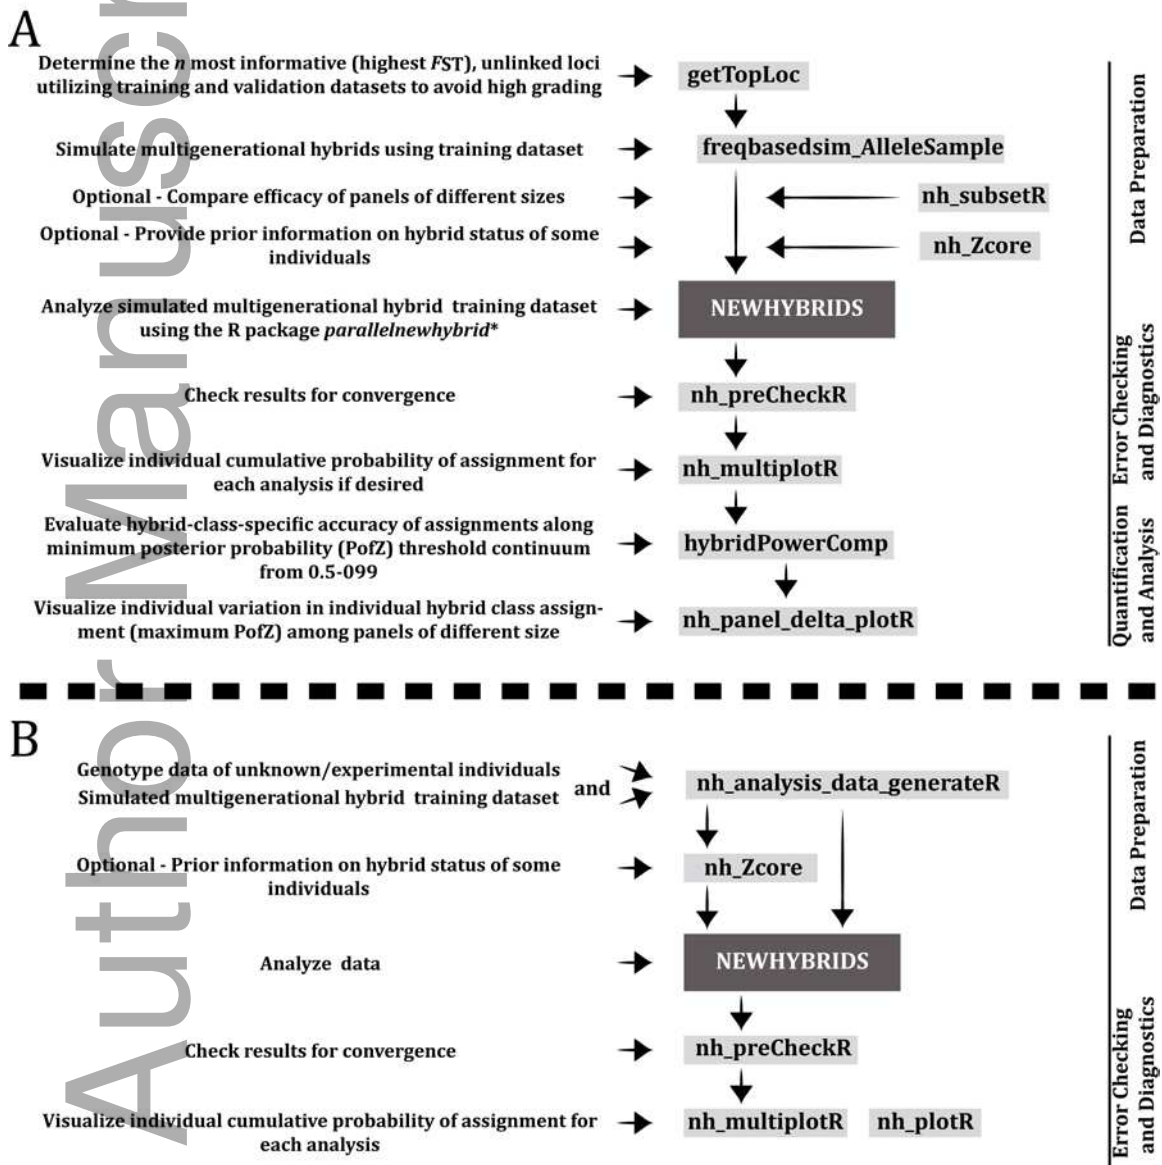 A
Determine the n most informative (highest FST), unlinked loci
utilizing training and validation datasets to avoid high grading
getTopLoc
Simulate multigenerational hybrids using training dataset
freqbasedsim_AlleleSample
Optional - Compare efficacy of panels of different sizes
nh_subsetR
Optional - Provide prior information on hybrid status of some
individuals
nh_Zcore
Analyze simulated multigenerational hybrid training dataset
using the R package parallelnewhybrid*
NEWHYBRIDS
Check results for convergence
nh_preCheckR
Visualize individual cumulative probability of assignment for
each analysis if desired
nh_multiplotR
Evaluate hybrid-class-specific accuracy of assignments along
minimum posterior probability (PofZ) threshold continuum
from 0.5-099
hybridPowerComp
Visualize individual variation in individual hybrid class assign-
ment (maximum PofZ) among panels of different size
nh_panel_delta_plotR
Data Preparation
Error Checking
and Diagnostics
Quantification
and Analysis
B
Genotype data of unknown/experimental individuals
Simulated multigenerational hybrid training dataset
and
nh_analysis_data_generateR
Optional - Prior information on hybrid status of some
individuals
nh_Zcore
Analyze data
NEWHYBRIDS
Check results for convergence
nh_preCheckR
Visualize individual cumulative probability of assignment for
each analysis
nh_multiplotR
nh_plotR
Data Preparation
Error Checking
and Diagnostics
Author Manuscr